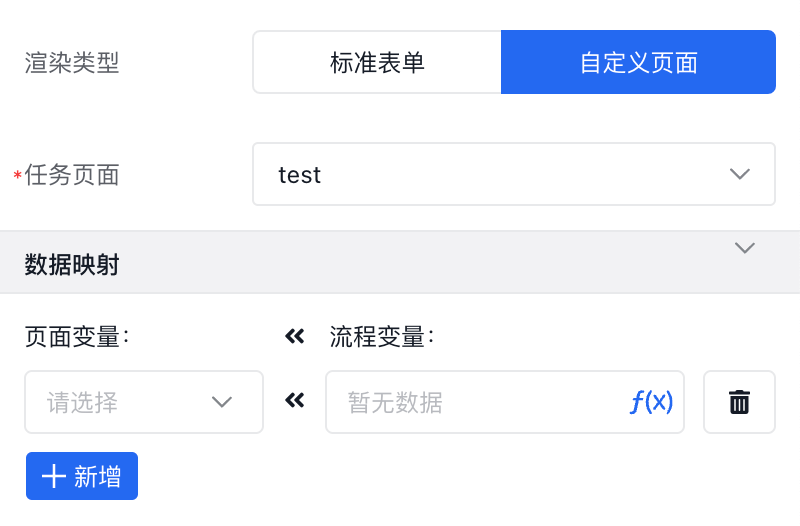 渲染类型 标准表单 自定义页面
*任务页面 test
数据映射
页面变量: « 流程变量:
请选择 « 暂无数据 f(x)
+ 新增